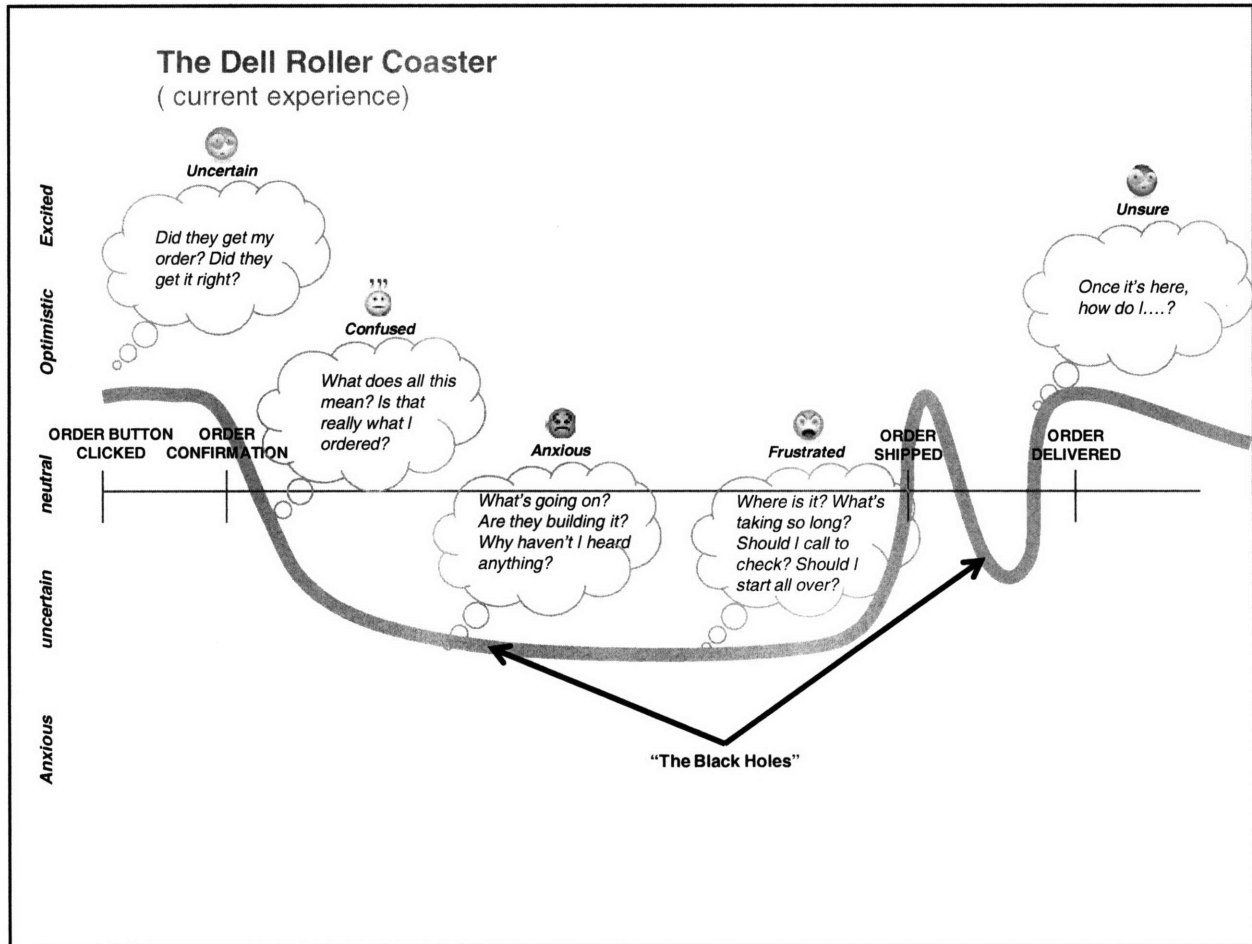 The Dell Roller Coaster
( current experience)
Uncertain
Did they get my
order? Did they
get it right?
Confused
What does all this
mean? Is that
really what I
ordered?
Anxious
What's going on?
Are they building it?
Why haven't I heard
anything?
Frustrated
Where is it? What's
taking so long?
Should I call to
check? Should I
start all over?
Unsure
Once it's here,
how do I....?
ORDER BUTTON
CLICKED
ORDER
CONFIRMATION
ORDER
SHIPPED
ORDER
DELIVERED
"The Black Holes"
Excited
Optimistic
neutral
uncertain
Anxious